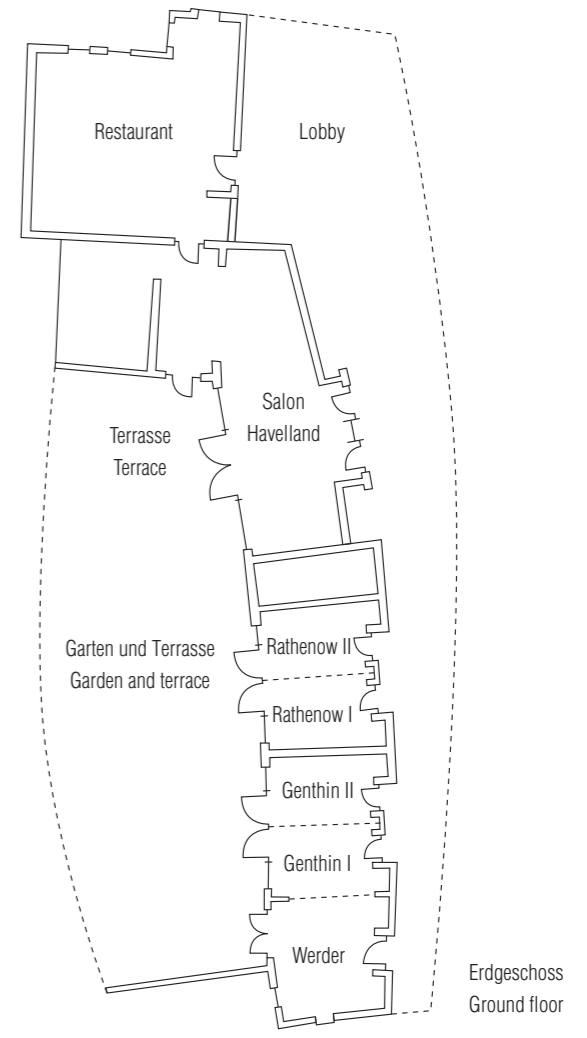 Restaurant
Lobby
Salon
Havelland
Terrasse
Terrace
Garten und Terrasse
Garden and terrace
Rathenow II
Rathenow I
Genthin II
Genthin I
Werder
Erdgeschoss
Ground floor